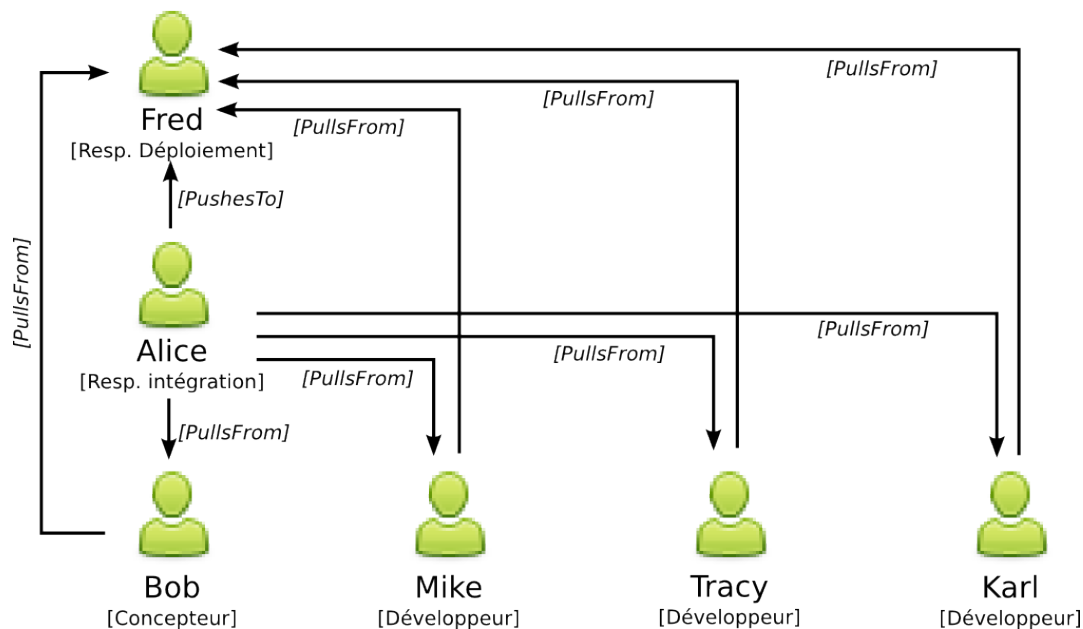 [PullsFrom]
[PullsFrom]
[PullsFrom]
Fred
[Resp. Déploiement]
[PushesTo]
[PullsFrom]
Alice
[Resp. intégration]
[PullsFrom]
[PullsFrom]
[PullsFrom]
[PullsFrom]
Bob
[Concepteur]
Mike
[Développeur]
Tracy
[Développeur]
Karl
[Développeur]